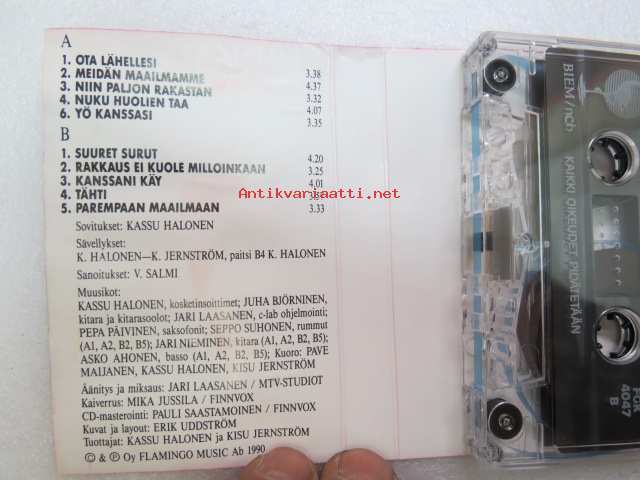 A
1. OTA LÄHELLESI 3.38
2. MEIDÄN MAAILMAMME 4.37
3. NIIN PALJON RAKASTAN 3.32
4. NUKU HUOLIEN TAA 4.07
6. YÖ KANSSASI 3.35
B
1. SUURET SURUT 4.20
2. RAKKAUS EI KUOLE MILLOINKAAN 3.25
3. KANSSANI KÄY 4,01
4. TÄHTI
5. PAREMPAAN MAAILMAAN 3.33
Antikvariaatti.net
Sovitukset: KASSU HALONEN
Sävellykset:
K. HALONEN—K. JERNSTRÖM, paitsi B4 K. HALONEN
Sanoitukset: V. SALMI
Muusikot:
KASSU HALONEN, kosketinsoittimet; JUHA BJÖRNINEN,
kitara ja kitarasoolot; JARI LAASANEN, c-lab ohjelmointi;
PEPA PÄIVINEN, saksofonit; SEPPO SUHONEN, rummut
(A1, A2, B2, B5); JARI NIEMINEN, kitara (A1, A2, B2, B5);
ASKO AHONEN, basso (A1, A2, B2, B5); Kuoro: PAVE
MAIJANEN, KASSU HALONEN, KISU JERNSTRÖM
Äänitys ja miksaus: JARI LAASANEN / MTV-STUDIOT
Kaiverrus: MIKA JUSSILA / FINNVOX
CD-masterointi: PAULI SAASTAMOINEN / FINNVOX
Kuvat ja layout: ERIK UDDSTRÖM
Tuottajat: KASSU HALONEN ja KISU JERNSTRÖM
© & ℗ Oy FLAMINGO MUSIC Ab 1990
BIEM/ncb
KAIKKI OIKEUDET PIDÄTETÄÄN
4047
B